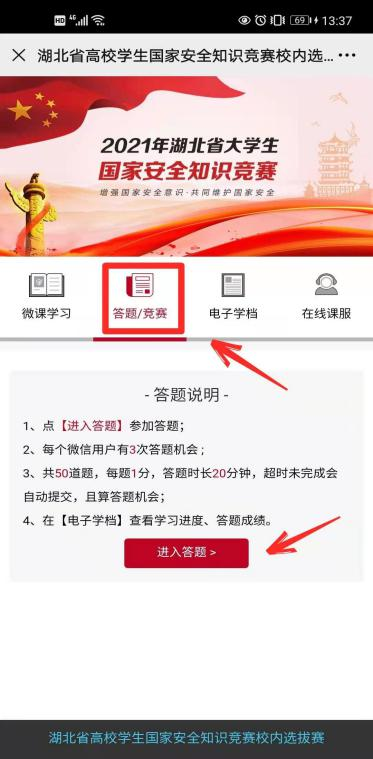 HD 4G 69 13:37
湖北省高校学生国家安全知识竞赛校内选...
2021年湖北省大学生
国家安全知识竞赛
增强国家安全意识·共同维护国家安全
微课学习 答题/竞赛 电子学档 在线课服
- 答题说明 -
1、点【进入答题】参加答题；
2、每个微信用户有3次答题机会；
3、共50道题，每题1分，答题时长20分钟，超时未完成会
自动提交，且算答题机会；
4、在【电子学档】查看学习进度、答题成绩。
进入答题 >
湖北省高校学生国家安全知识竞赛校内选拔赛